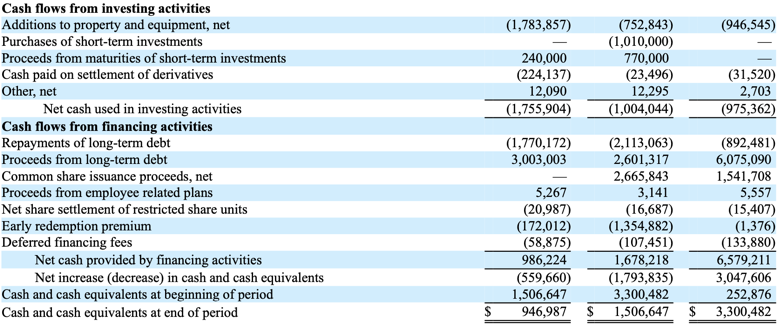 Cash flows from investing activities
Additions to property and equipment, net (1,783,857) (752,843) (946,545)
Purchases of short-term investments — (1,010,000) —
Proceeds from maturities of short-term investments 240,000 770,000 —
Cash paid on settlement of derivatives (224,137) (23,496) (31,520)
Other, net 12,090 12,295 2,703
Net cash used in investing activities (1,755,904) (1,004,044) (975,362)
Cash flows from financing activities
Repayments of long-term debt (1,770,172) (2,113,063) (892,481)
Proceeds from long-term debt 3,003,003 2,601,317 6,075,090
Common share issuance proceeds, net — 2,665,843 1,541,708
Proceeds from employee related plans 5,267 3,141 5,557
Net share settlement of restricted share units (20,987) (16,687) (15,407)
Early redemption premium (172,012) (1,354,882) (1,376)
Deferred financing fees (58,875) (107,451) (133,880)
Net cash provided by financing activities 986,224 1,678,218 6,579,211
Net increase (decrease) in cash and cash equivalents (559,660) (1,793,835) 3,047,606
Cash and cash equivalents at beginning of period 1,506,647 3,300,482 252,876
Cash and cash equivalents at end of period $ 946,987 $ 1,506,647 $ 3,300,482